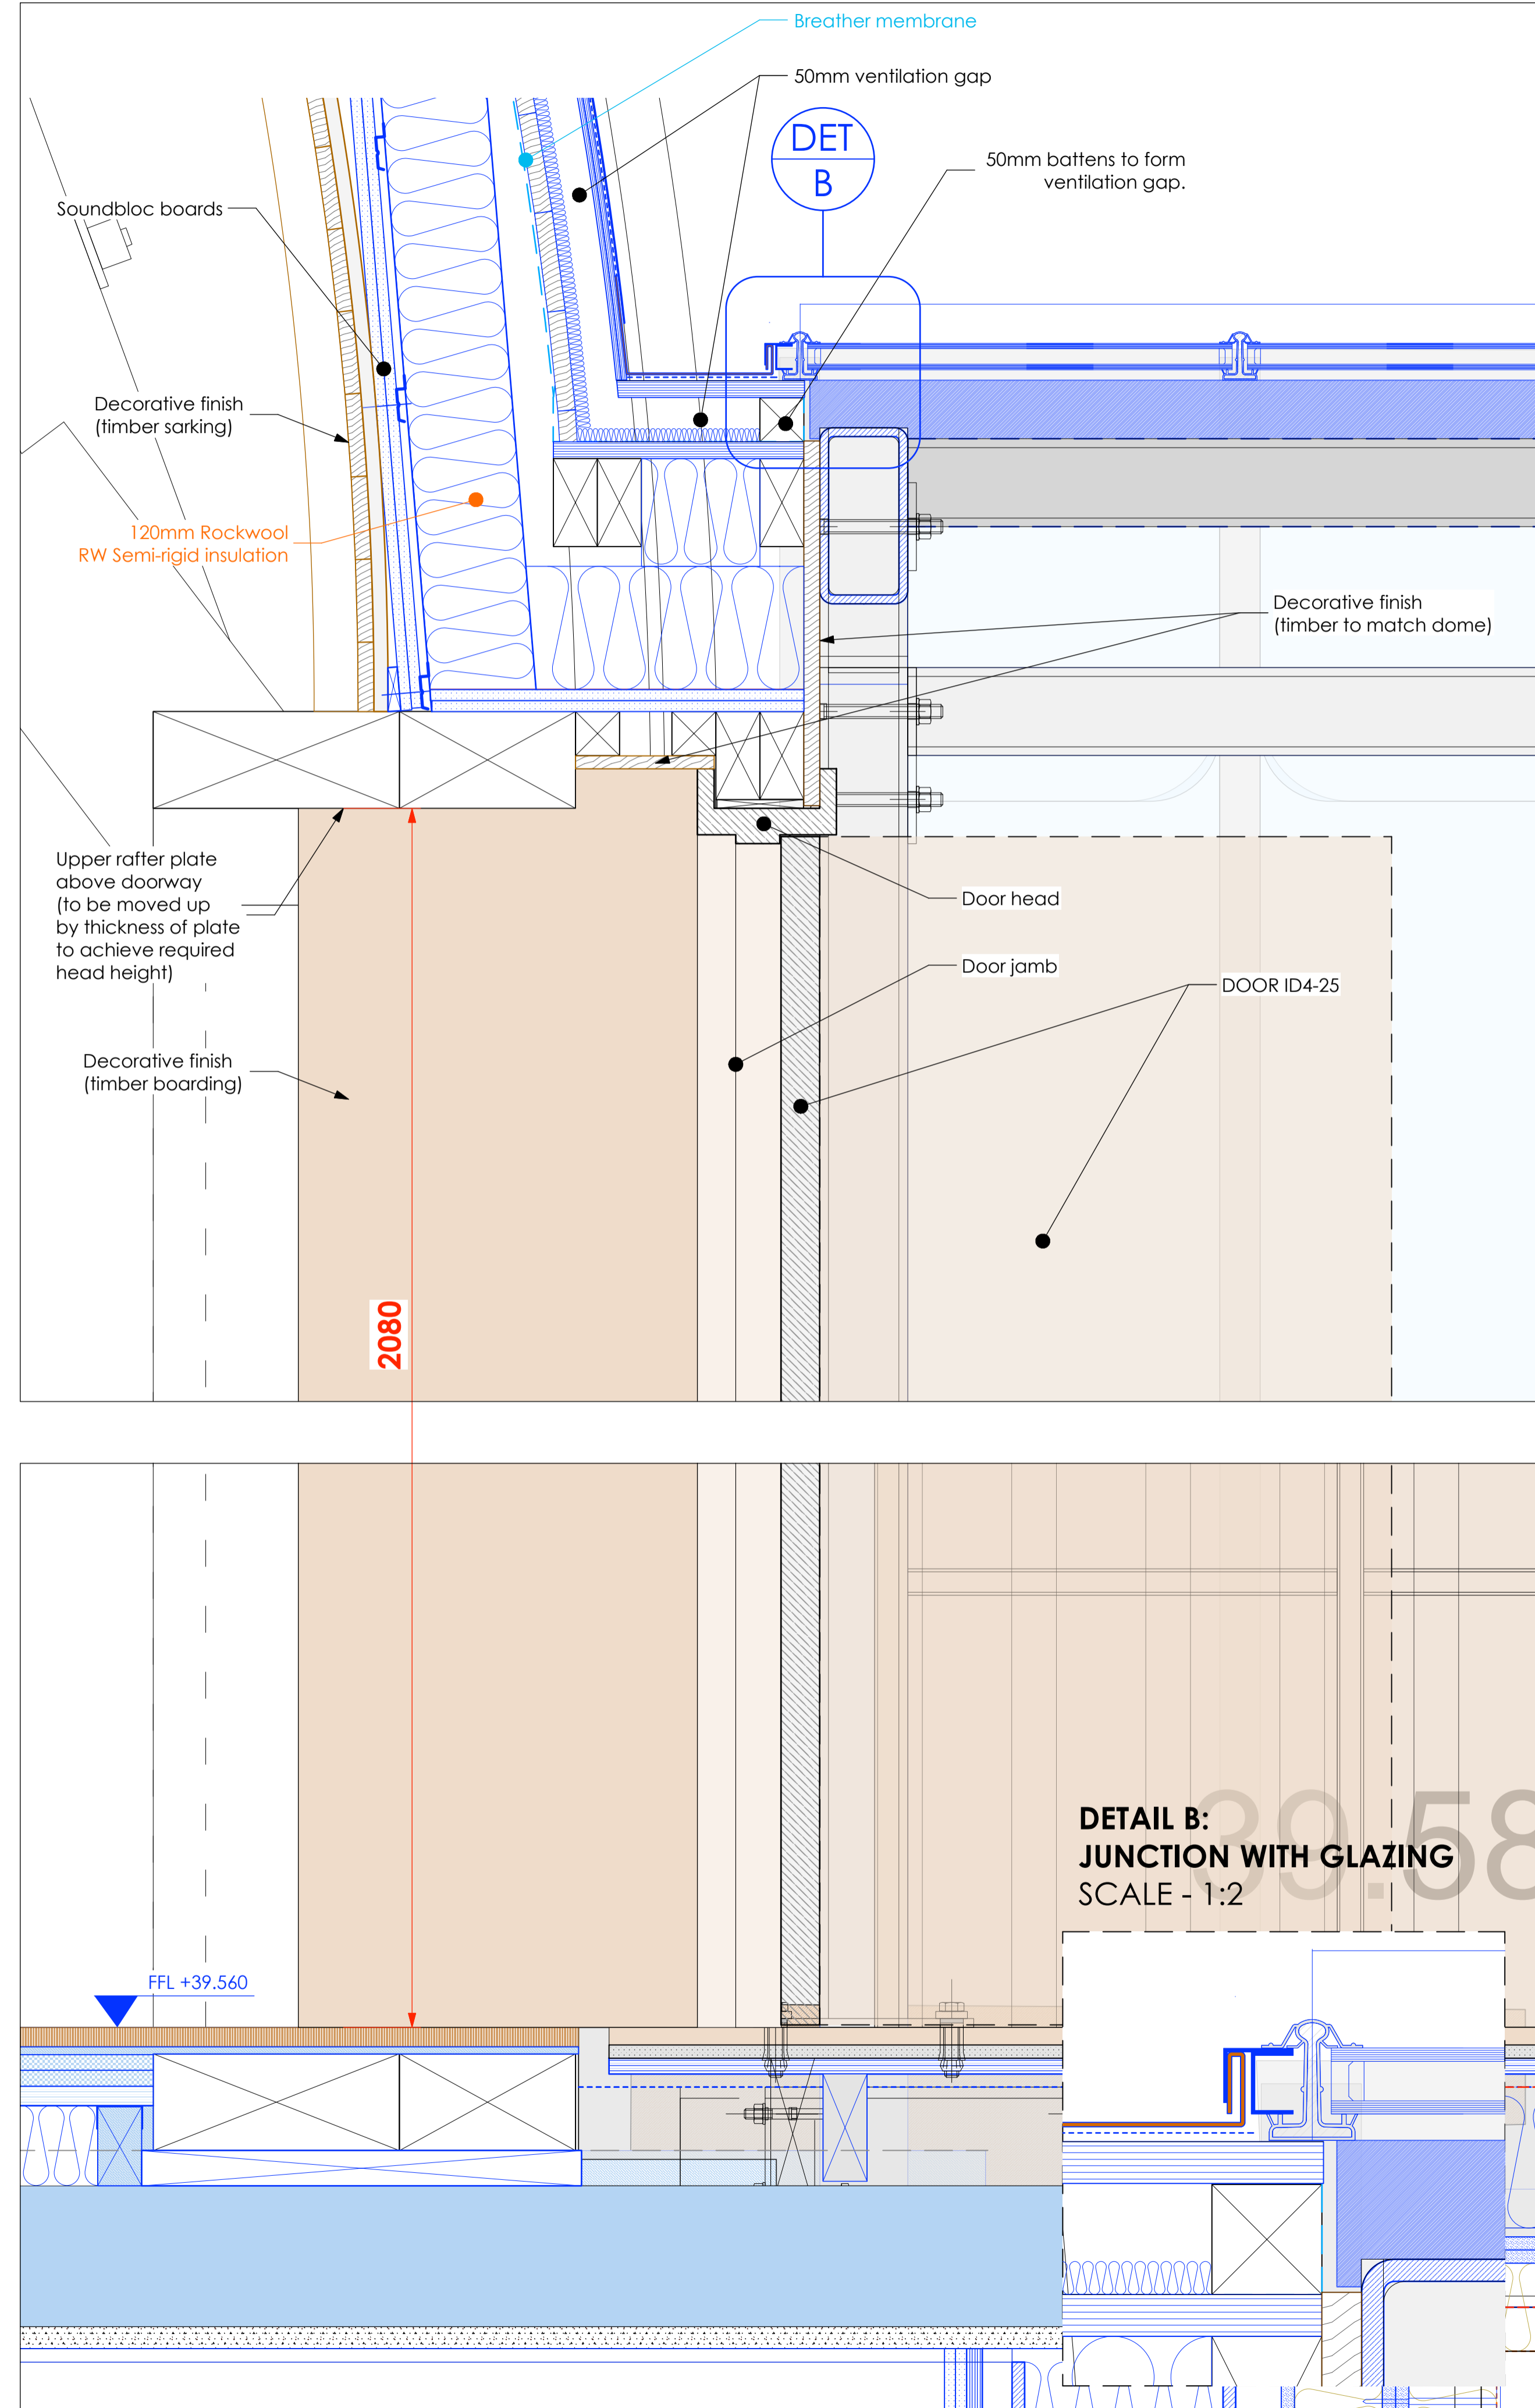 Breather membrane
50mm ventilation gap
DET
B
50mm battens to form
ventilation gap.
Soundbloc boards
Decorative finish
(timber sarking)
120mm Rockwool
RW Semi-rigid insulation
Decorative finish
(timber to match dome)
Upper rafter plate
above doorway
(to be moved up
by thickness of plate
to achieve required
head height)
Door head
Door jamb
DOOR ID4-25
Decorative finish
(timber boarding)
2080
39.58
DETAIL B:
JUNCTION WITH GLAZING
SCALE - 1:2
FFL +39.560